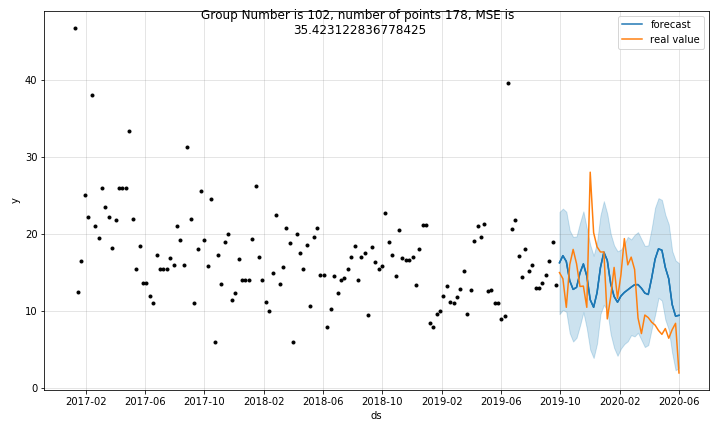 Group Number is 102, number of points 178, MSE is
35.423122836778425
forecast
real value
40
30
20
10
0
y
2017-02 2017-06 2017-10 2018-02 2018-06 2018-10 2019-02 2019-06 2019-10 2020-02 2020-06
ds